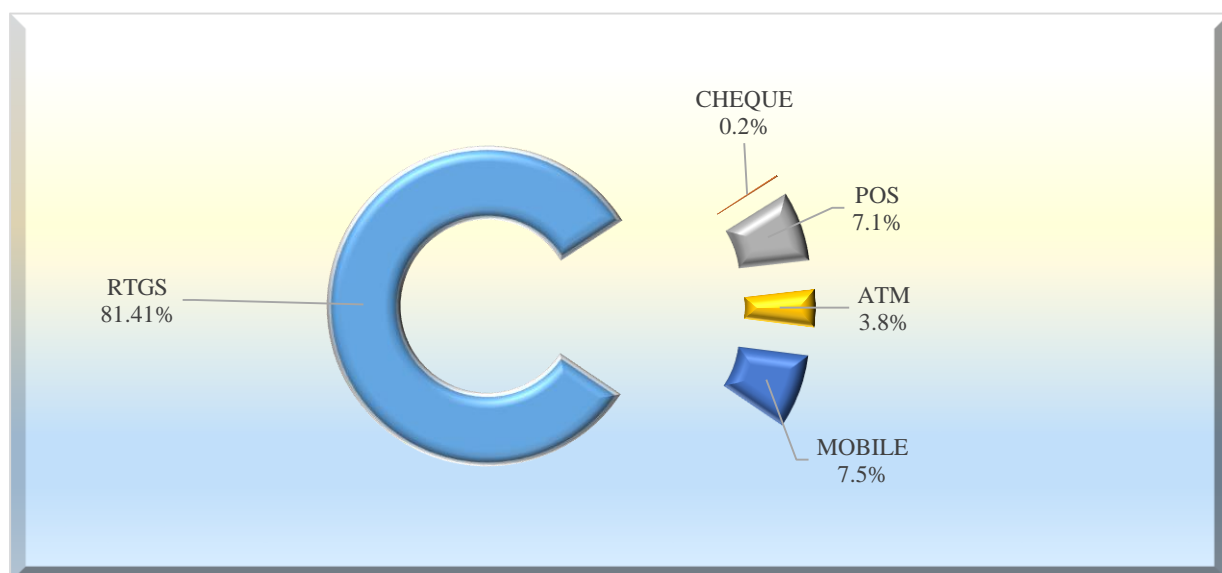 CHEQUE
0.2%
POS
7.1%
RTGS
81.41%
ATM
3.8%
MOBILE
7.5%